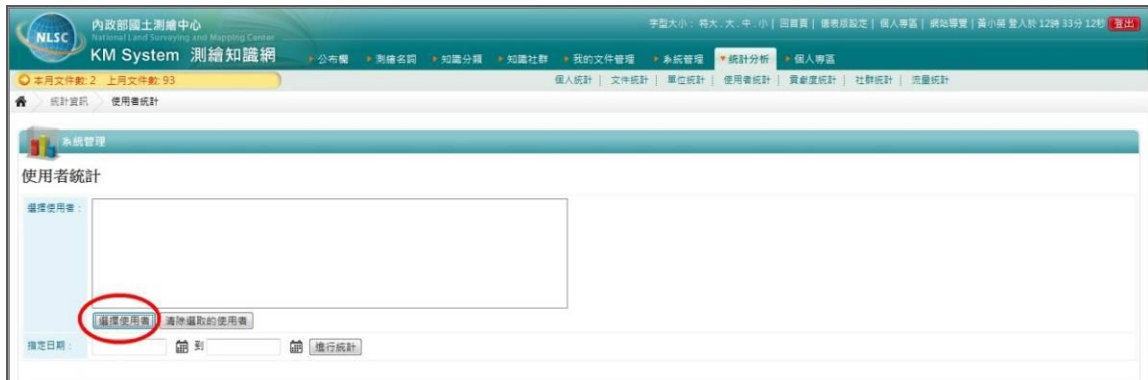 NLSC
內政部國土測繪中心
National Land Surveying and Mapping Center
KM System 測繪知識網
字型大小：特大．大．中．小| 回首頁| 儀表版設定| 個人專區| 網站導覽|黃小 登入於 12時 33分 12秒 登出
公布欄 測繪名詞 知識分類 知識社群 我的文件管理 系統管理 統計分析 個人專區
本月文件數: 2 上月文件數: 93
個人統計| 文件統計| 單位統計| 使用者統計| 貢獻度統計| 社群統計| 流量統計
統計資訊 使用者統計
系統管理
使用者統計
選擇使用者：
選擇使用者 清除選取的使用者
指定日期： 到 進行統計